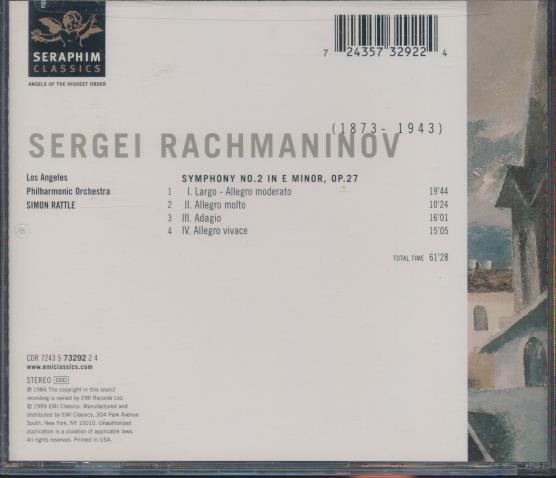 SERAPHIM
CLASSICS
ANGELS OF THE HIGHEST ORDER
7 24357 32922 4
(1873- 1943)
SERGEI RACHMANINOV
Los Angeles
Philharmonic Orchestra
SIMON RATTLE
SYMPHONY NO.2 IN E MINOR, OP.27
1 I. Largo - Allegro moderato 19'44
2 II. Allegro molto 10'24
3 III. Adagio 16'01
4 IV. Allegro vivace 15'05
TOTAL TIME 61'28
CDR 7243 5 73292 2 4
www.emiclassics.com
STEREO DDD
℗ 1984 The copyright in this sound
recording is owned by EMI Records Ltd.
© 1999 EMI Classics. Manufactured and
distributed by EMI Classics, 304 Park Avenue
South, New York, NY 10010. Unauthorized
duplication is a violation of applicable laws.
All rights reserved. Printed in USA.